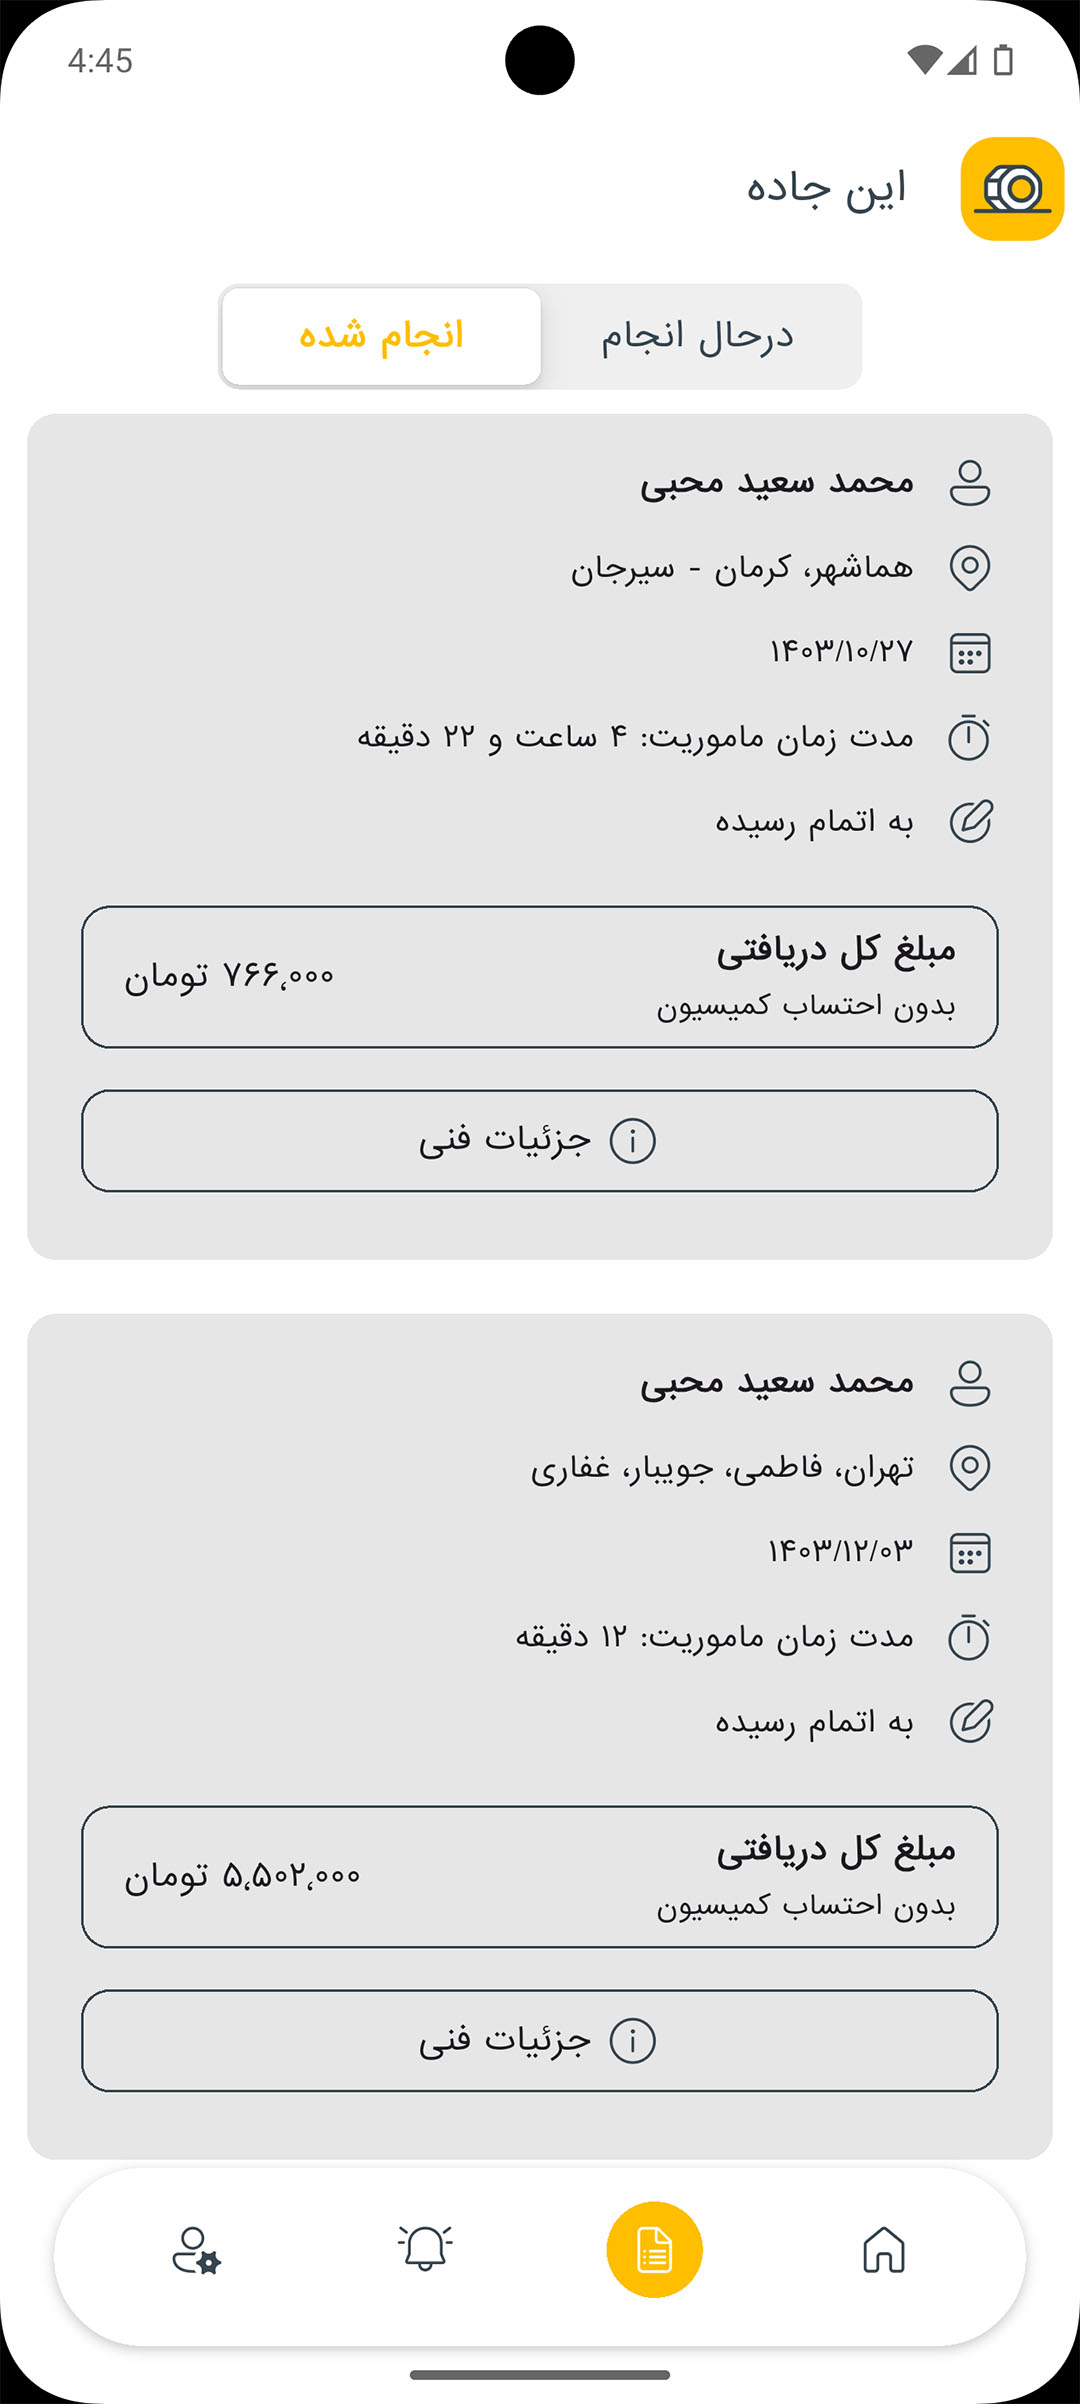 4:45
این جاده
درحال انجام
انجام شده
محمد سعید محبی
هماشهر، کرمان - سیرجان
۱۴۰۳/۱۰/۲۷
مدت زمان ماموریت: ۴ ساعت و ۲۲ دقیقه
به اتمام رسیده
مبلغ کل دریافتی
بدون احتساب کمیسیون
۷۶۶,۰۰۰ تومان
جزئیات فنی
محمد سعید محبی
تهران، فاطمی، جویبار، غفاری
۱۴۰۳/۱۲/۰۳
مدت زمان ماموریت: ۱۲ دقیقه
به اتمام رسیده
مبلغ کل دریافتی
بدون احتساب کمیسیون
۵,۵۰۲,۰۰۰ تومان
جزئیات فنی